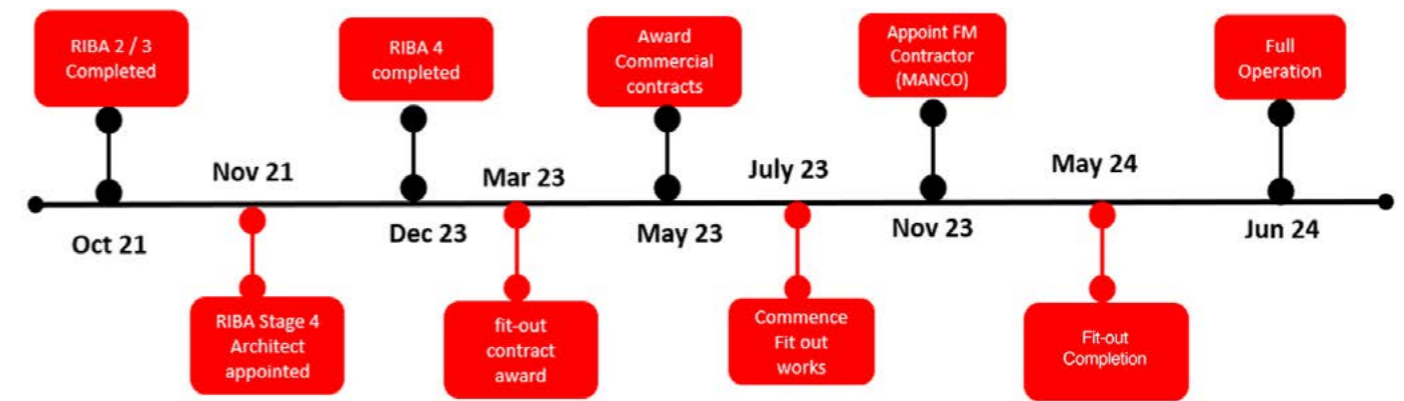 RIBA 2 / 3
Completed
RIBA 4
completed
Award
Commercial
contracts
Appoint FM
Contractor
(MANCO)
Full
Operation
Nov 21
Mar 23
July 23
May 24
Oct 21
Dec 23
May 23
Nov 23
Jun 24
RIBA Stage 4
Architect
appointed
fit-out
contract
award
Commence
Fit out
works
Fit-out
Completion